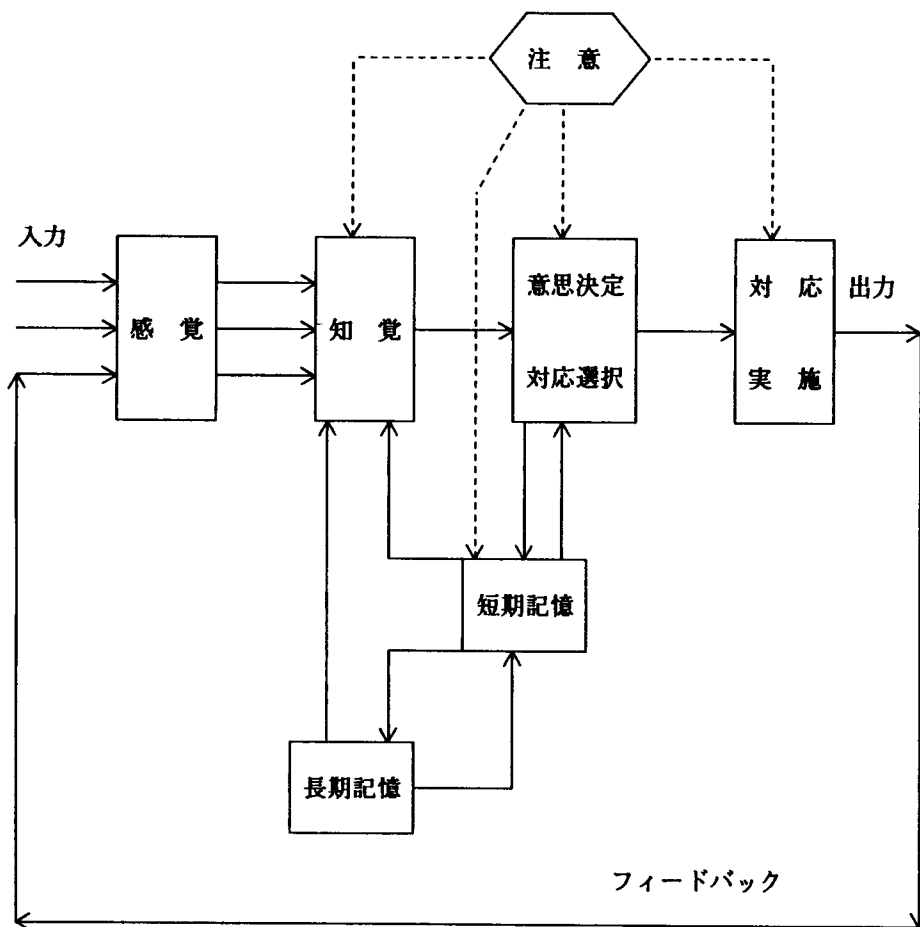 注 意
入力
感 覚
知 覚
意思決定
対応選択
対 応
実 施
出力
短期記憶
長期記憶
フィードバック